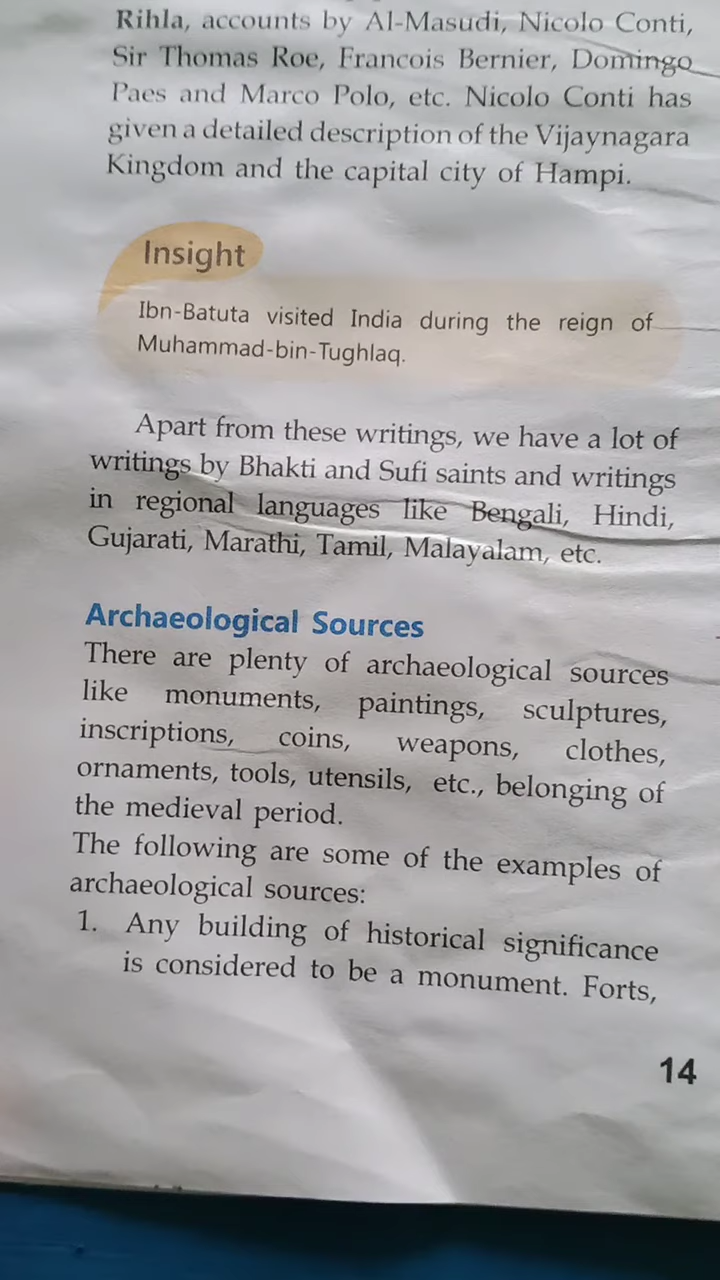 Rihla, accounts by Al-Masudi, Nicolo Conti,
Sir Thomas Roe, Francois Bernier, Domingo
Paes and Marco Polo, etc. Nicolo Conti has
given a detailed description of the Vijaynagara
Kingdom and the capital city of Hampi.
Insight
Ibn-Batuta visited India during the reign of
Muhammad-bin-Tughlaq.
Apart from these writings, we have a lot of
writings by Bhakti and Sufi saints and writings
in regional languages like Bengali, Hindi,
Gujarati, Marathi, Tamil, Malayalam, etc.
Archaeological Sources
There are plenty of archaeological sources
like monuments, paintings, sculptures,
inscriptions, coins, weapons, clothes,
ornaments, tools, utensils, etc., belonging of
the medieval period.
The following are some of the examples of
archaeological sources:
1. Any building of historical significance
is considered to be a monument. Forts,
14